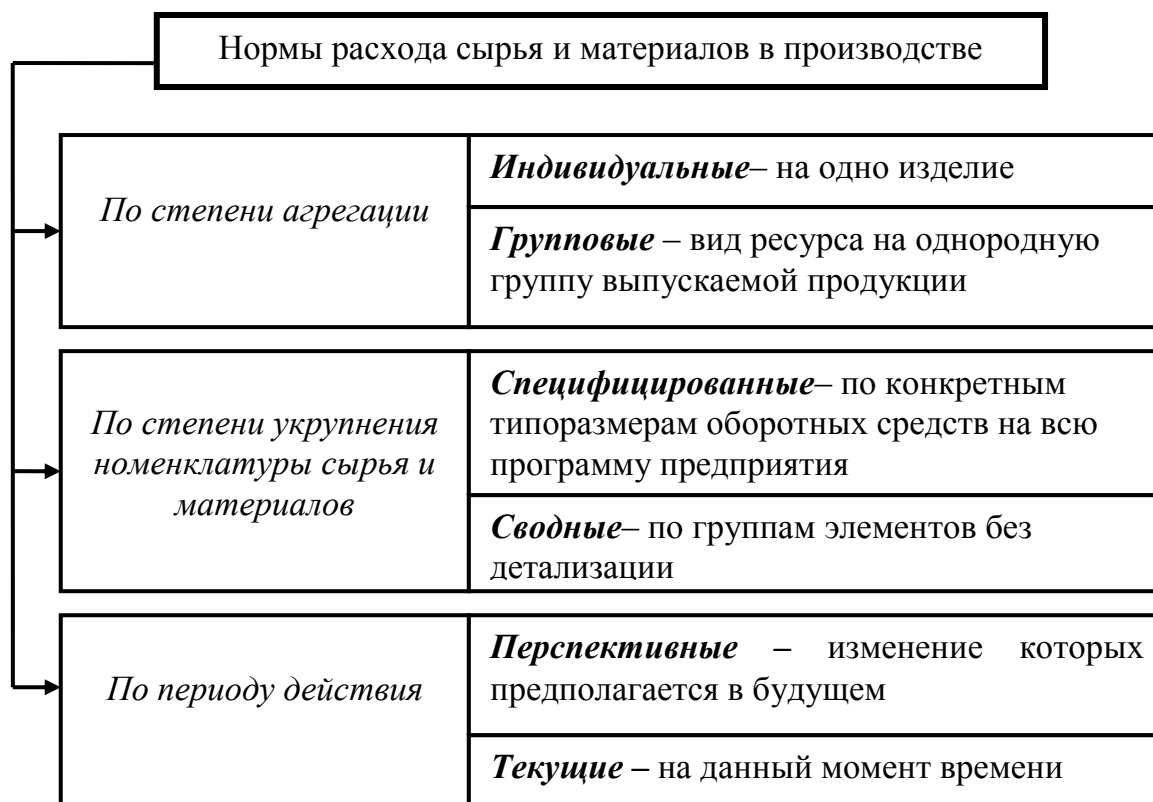 Нормы расхода сырья и материалов в производстве
По степени агрегации
Индивидуальные– на одно изделие
Групповые – вид ресурса на однородную
группу выпускаемой продукции
По степени укрупнения
номенклатуры сырья и
материалов
Специфицированные– по конкретным
типоразмерам оборотных средств на всю
программу предприятия
Сводные– по группам элементов без
детализации
По периоду действия
Перспективные – изменение которых
предполагается в будущем
Текущие – на данный момент времени